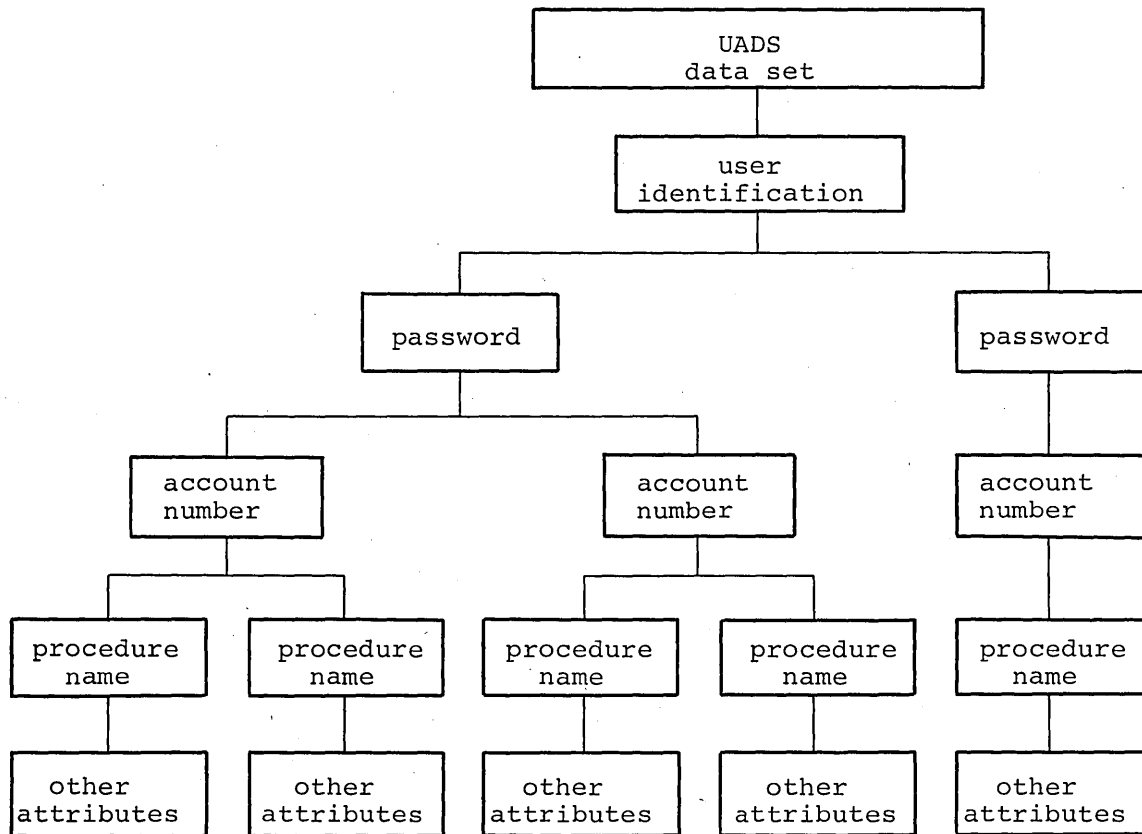 UADS
data set
user
identification
password
password
account
number
account
number
account
number
procedure
name
procedure
name
procedure
name
procedure
name
procedure
name
other
attributes
other
attributes
other
attributes
other
attributes
other
attributes